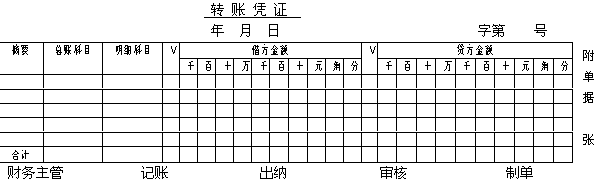 转 账 凭 证
年 月 日 字第 号
摘要 总账科目 明细科目 V 借方金额 V 贷方金额
千 百 十 万 千 百 十 元 角 分 千 百 十 万 千 百 十 元 角 分
附
单
据
张
合计
财务主管 记账 出纳 审核 制单